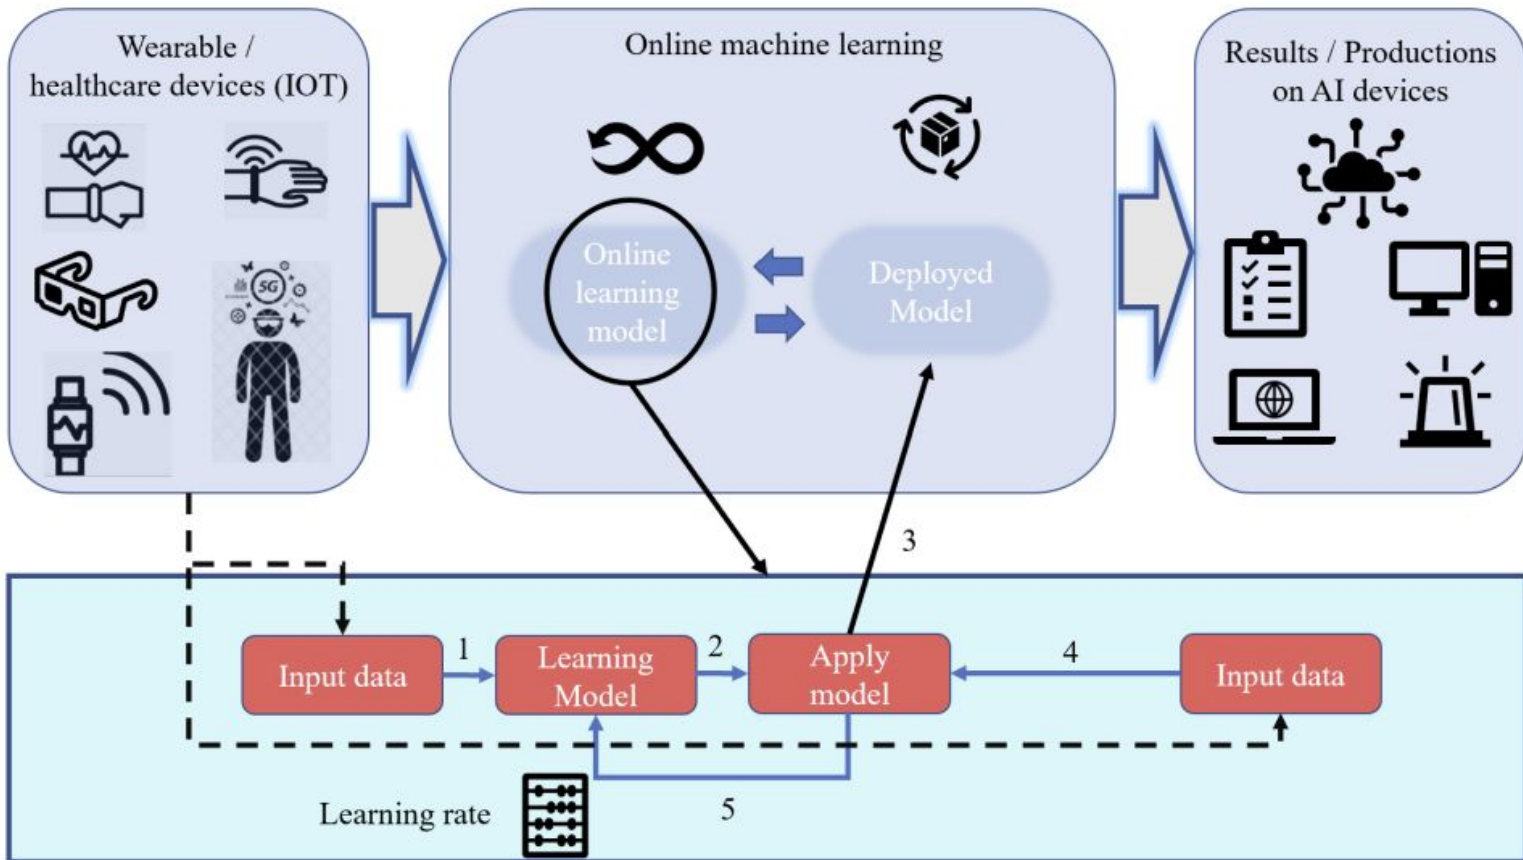 Wearable /
healthcare devices (IOT)
5G
Online machine learning
Online
learning
model
Deployed
Model
Results / Productions
on AI devices
3
Input data
1
Learning
Model
2
Apply
model
4
Input data
5
Learning rate